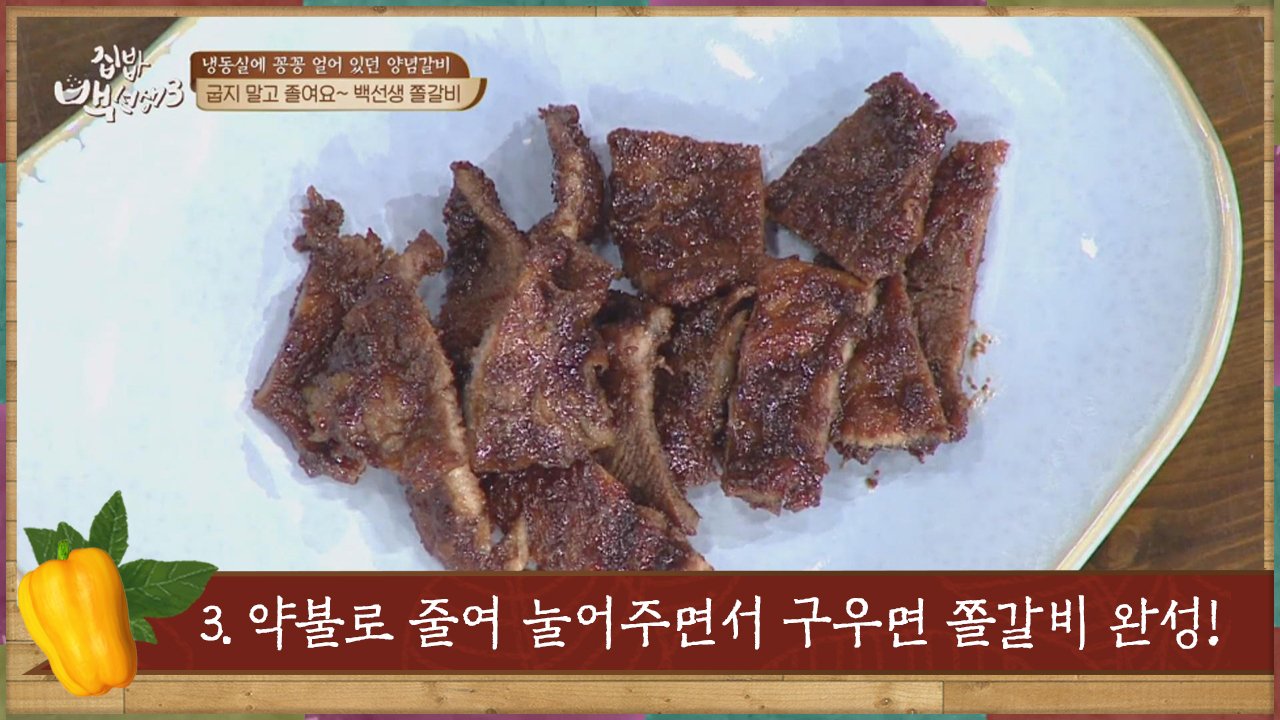 집밥
백선생3
냉동실에 꽁꽁 얼어 있던 양념갈비
굽지 말고 졸여요~ 백선생 쫄갈비
3. 약불로 줄여 눌어주면서 구우면 쫄갈비 완성!